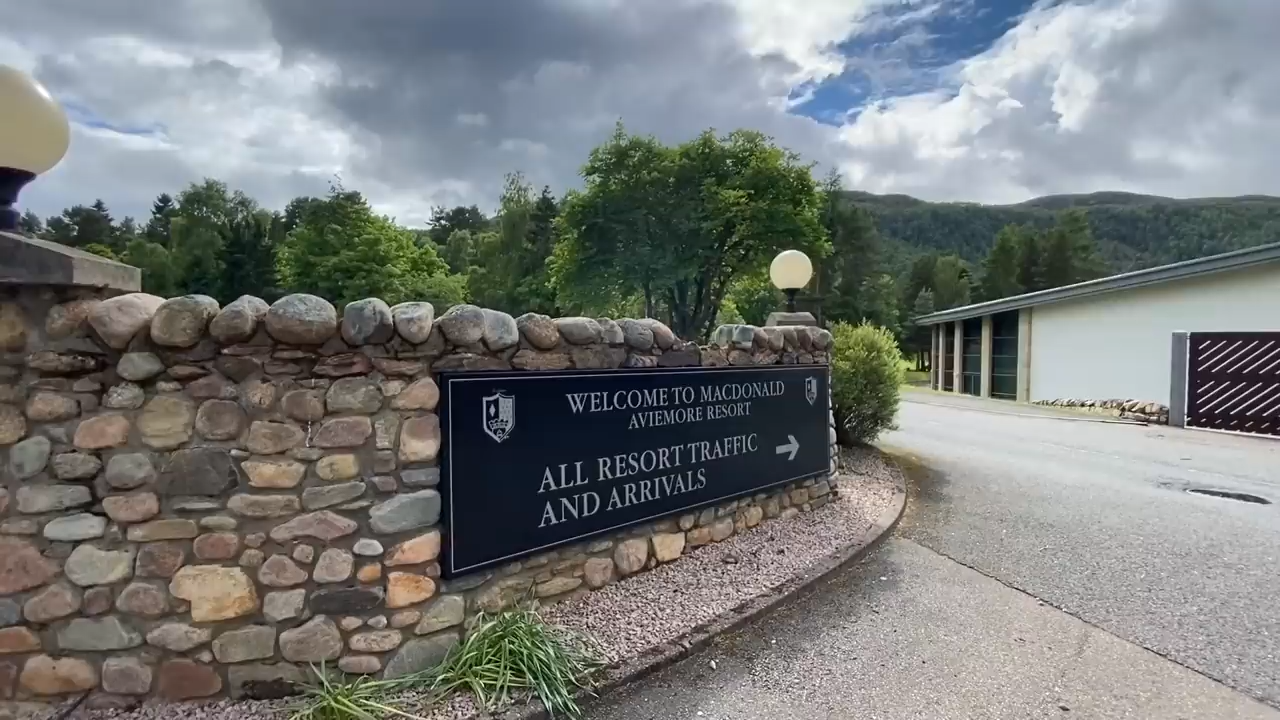 WELCOME TO MACDONALD
AVIEMORE RESORT
ALL RESORT TRAFFIC
AND ARRIVALS